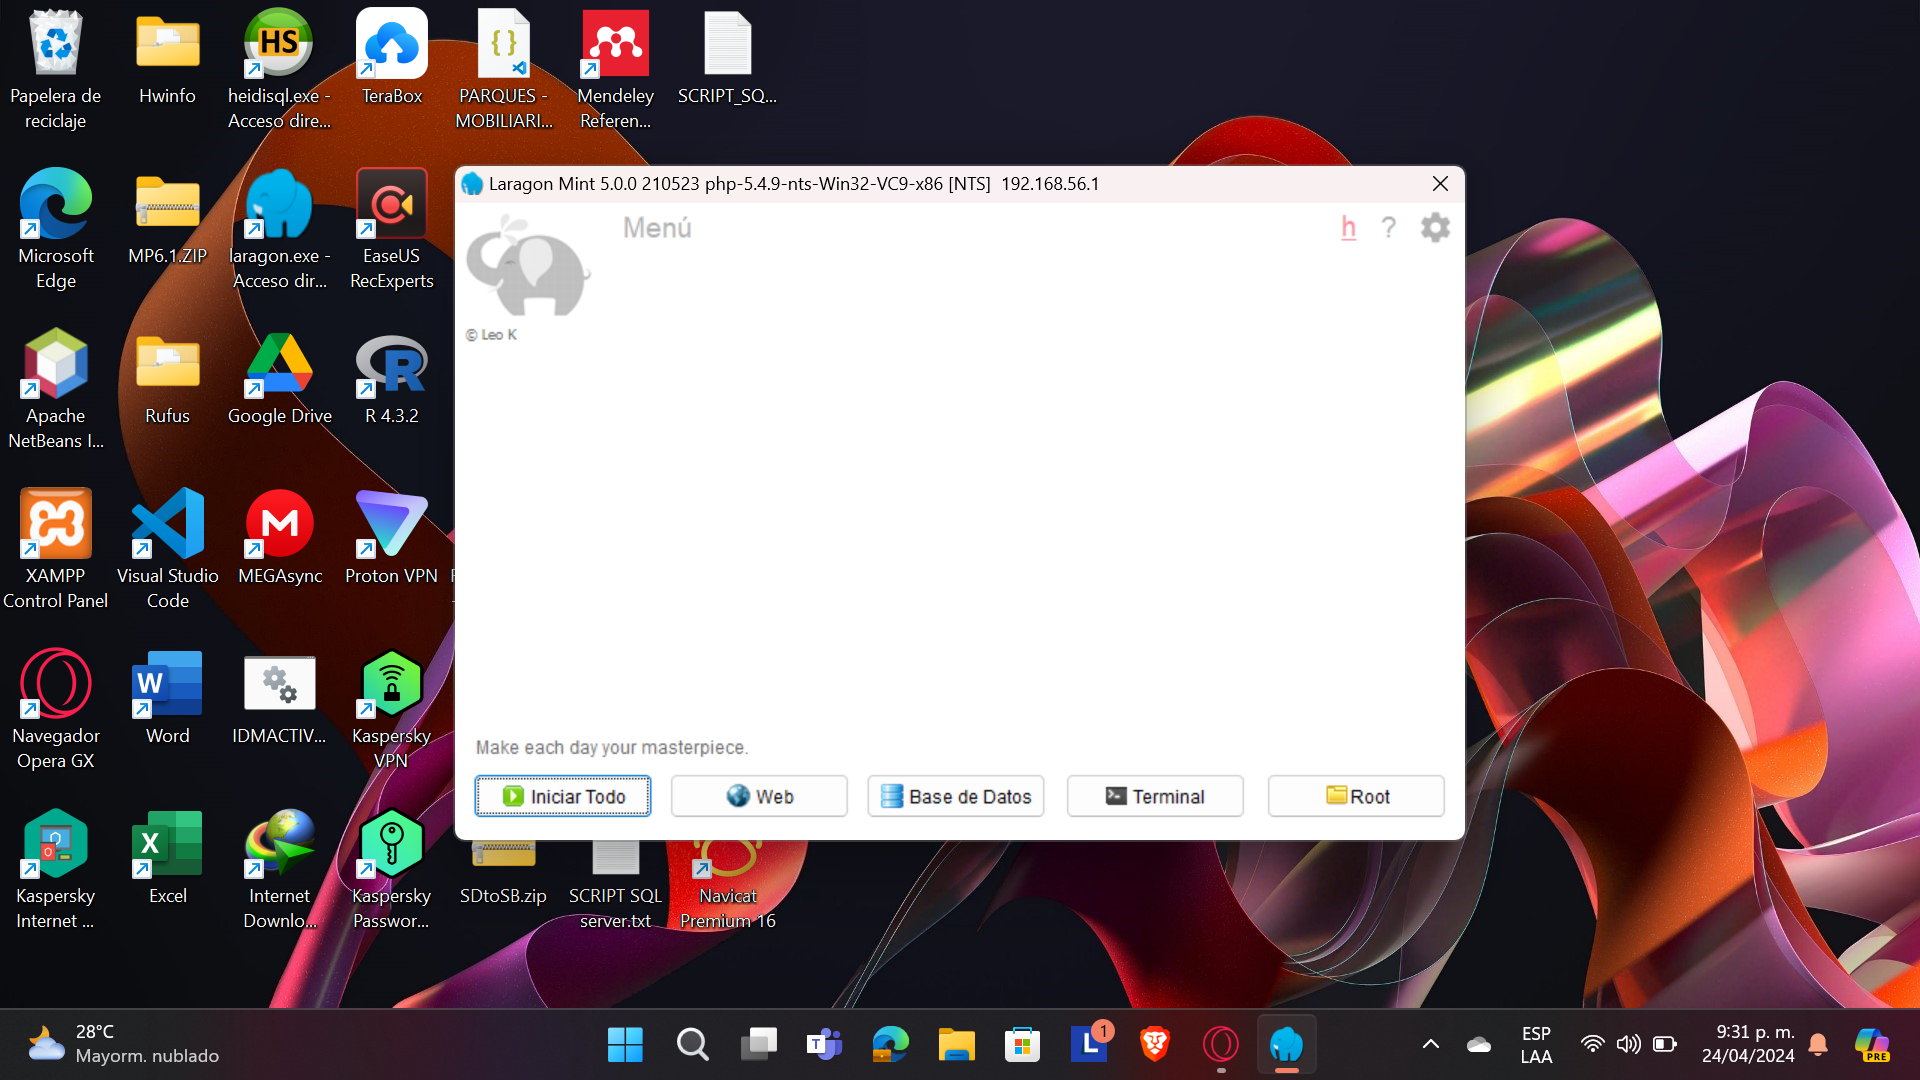 Papelera de
reciclaje
Hwinfo
HS
heidisql.exe -
Acceso dire...
TeraBox
{}
PARQUES -
MOBILIARI...
Mendeley
Referen...
SCRIPT_SQ...
Microsoft
Edge
MP6.1.ZIP
laragon.exe -
Acceso dir...
EaseUS
RecExperts
Apache
NetBeans I...
Rufus
Google Drive
R
R 4.3.2
XAMPP
Control Panel
Visual Studio
Code
M
MEGAsync
Proton VPN
Navegador
Opera GX
W
Word
IDMACTIV...
Kaspersky
VPN
Kaspersky
Internet ...
X
Excel
Internet
Downlo...
Kaspersky
Passwor...
SDtoSB.zip
SCRIPT SQL
server.txt
Navicat
Premium 16
Laragon Mint 5.0.0 210523 php-5.4.9-nts-Win32-VC9-x86 [NTS] 192.168.56.1
Menú
h
?
© Leo K
Make each day your masterpiece.
Iniciar Todo
Web
Base de Datos
Terminal
Root
28°C
Mayorm. nublado
T
L
1
ESP
LAA
9:31 p. m.
24/04/2024
PRE